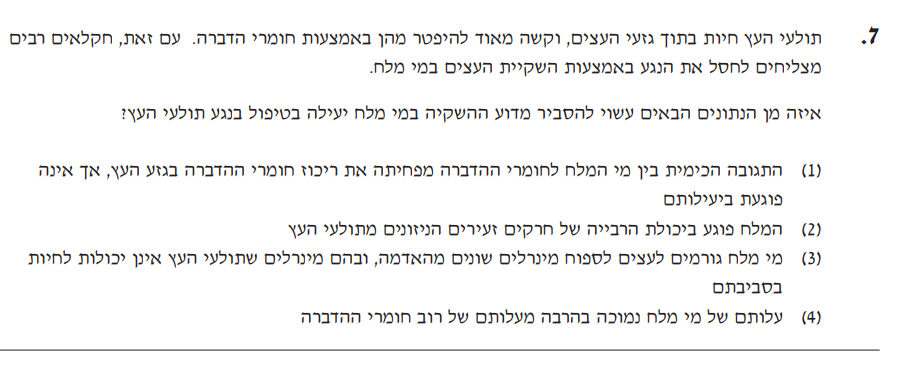 7. תולעי העץ חיות בתוך גזעי העצים, וקשה מאוד להיפטר מהן באמצעות חומרי הדברה. עם זאת, חקלאים רבים
מצליחים לחסל את הנגע באמצעות השקיית העצים במי מלח.
איזה מן הנתונים הבאים עשוי להסביר מדוע ההשקיה במי מלח יעילה בטיפול בנגע תולעי העץ?
(1) התגובה הכימית בין מי המלח לחומרי ההדברה מפחיתה את ריכוז חומרי ההדברה בגזע העץ, אך אינה
פוגעת ביעילותם
(2) המלח פוגע ביכולת הרבייה של חרקים זעירים הניזונים מתולעי העץ
(3) מי מלח גורמים לעצים לספוח מינרלים שונים מהאדמה, ובהם מינרלים שתולעי העץ אינן יכולות לחיות
בסביבתם
(4) עלותם של מי מלח נמוכה בהרבה מעלותם של רוב חומרי ההדברה